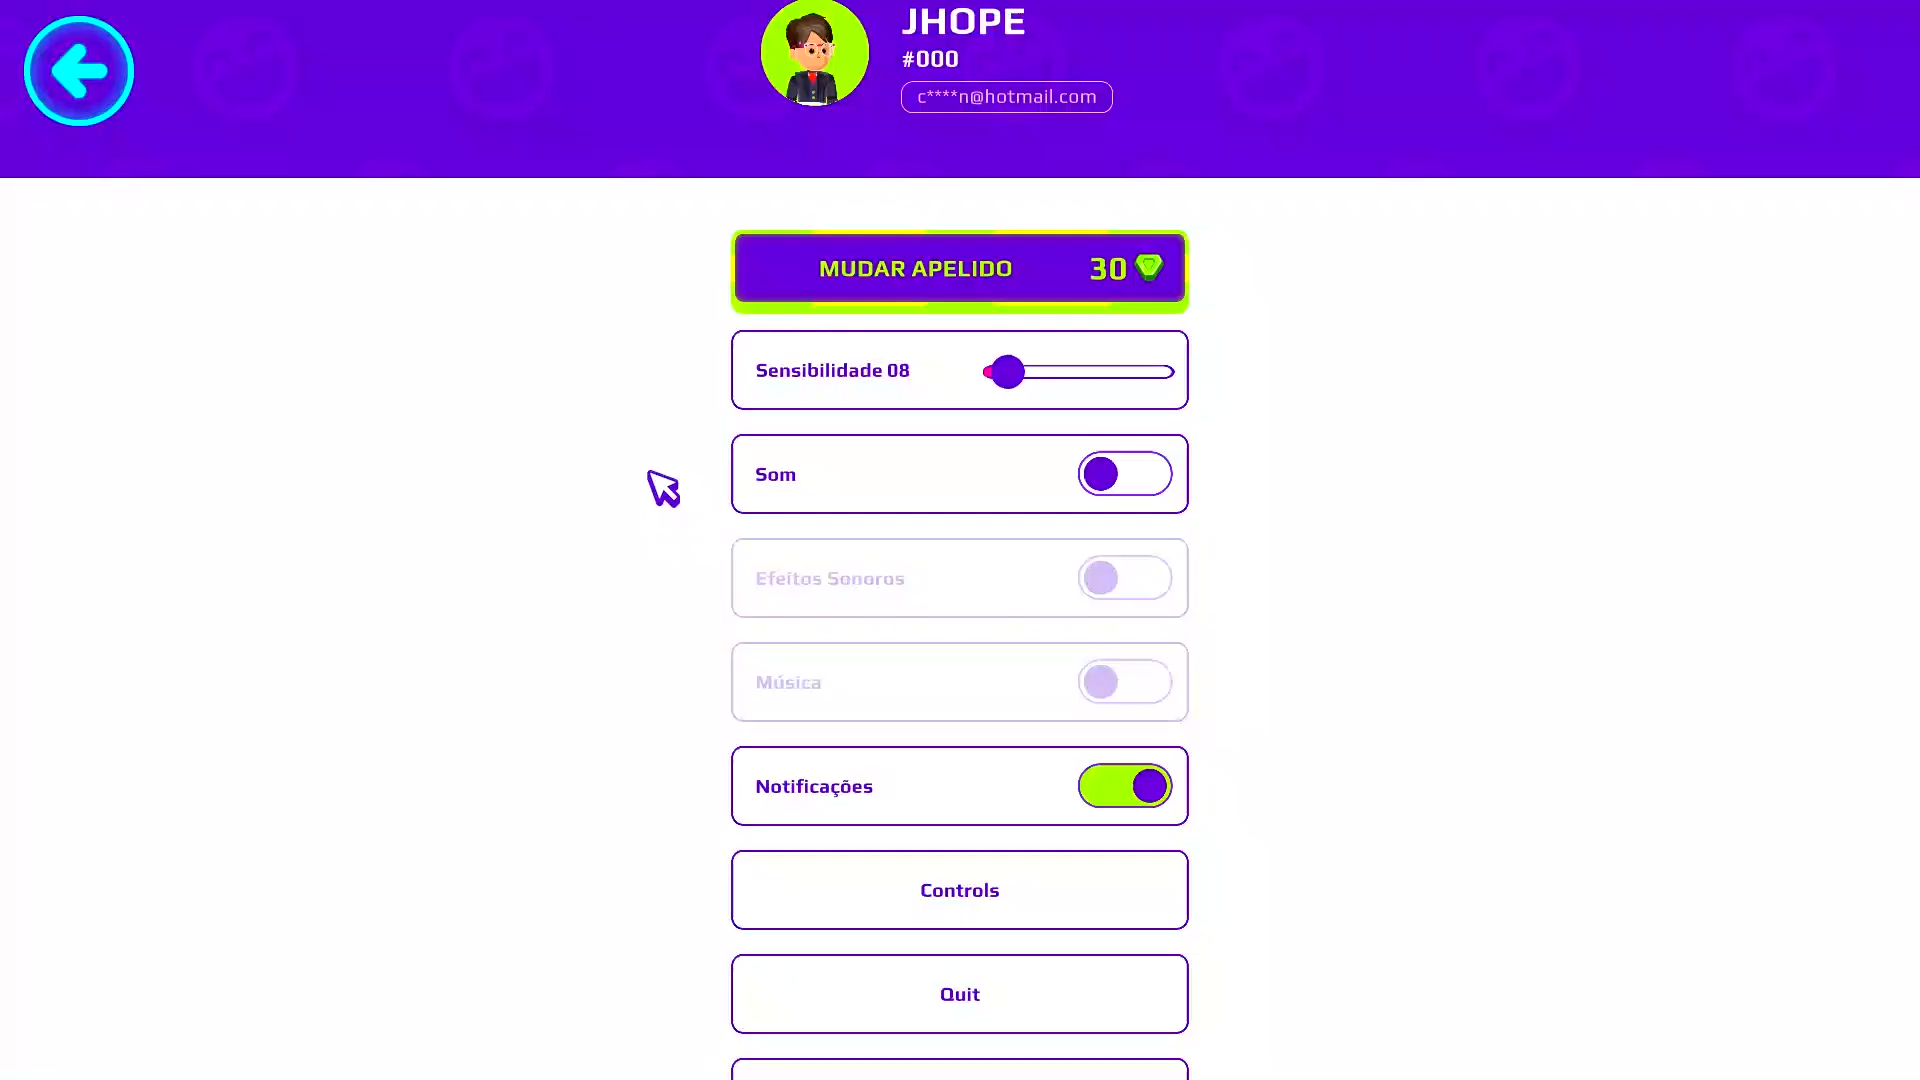 JHOPE
#000
c****n@hotmail.com
MUDAR APELIDO 30
Sensibilidade 08
Som
Efeitos Sonoros
Música
Notificações
Controls
Quit